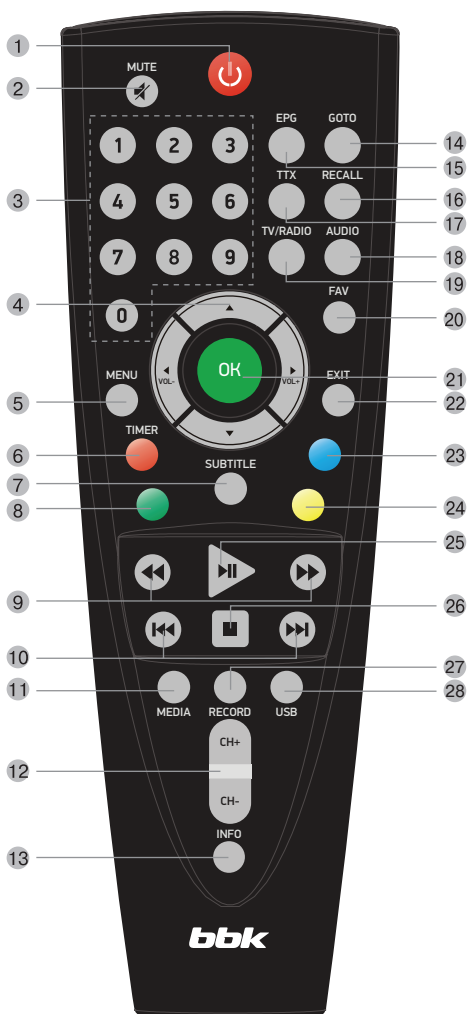 1
MUTE
2
1 2 3
EPG GOTO
14
15
TTX RECALL
3
4 5 6
16
17
TV/RADIO AUDIO
7 8 9
18
19
FAV
4
0
20
OK
VOL- VOL+
21
MENU EXIT
5
22
TIMER
6
23
SUBTITLE
7
8
24
25
9
26
10
27
11
28
MEDIA RECORD USB
CH+
12
CH-
INFO
13
bbk